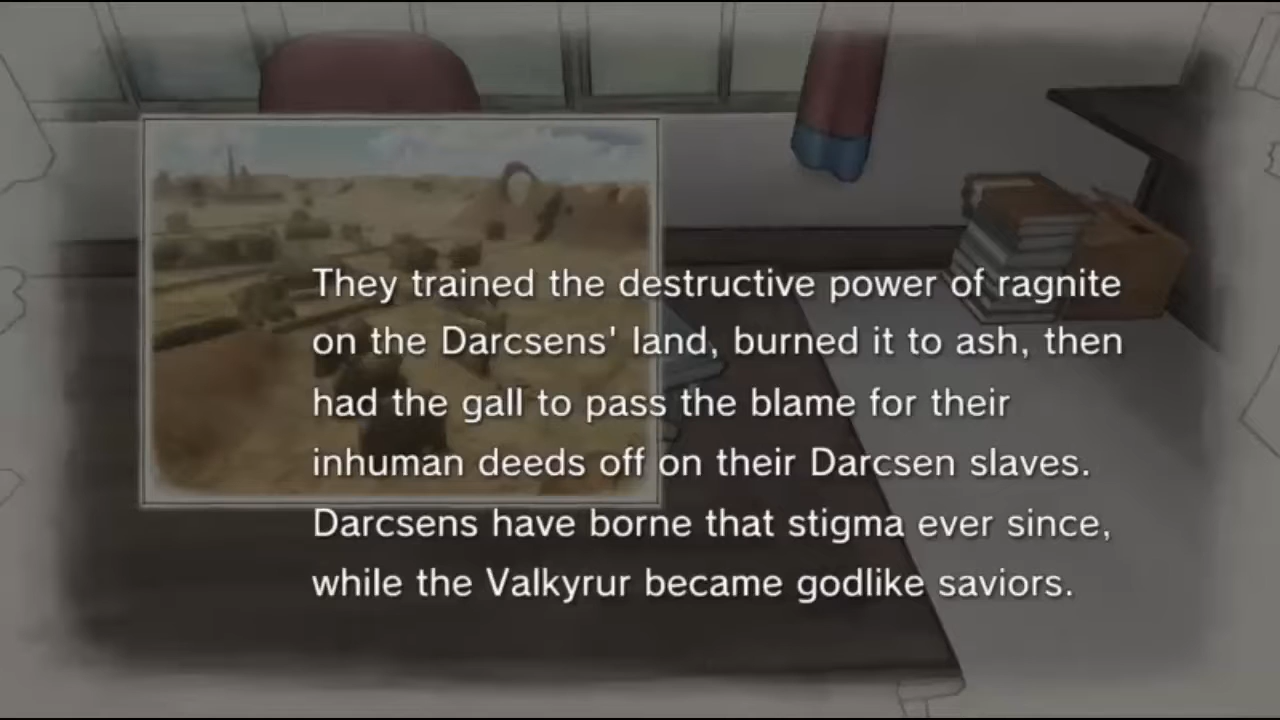 They trained the destructive power of ragnite
on the Darcsens' land, burned it to ash, then
had the gall to pass the blame for their
inhuman deeds off on their Darcsen slaves.
Darcsens have borne that stigma ever since,
while the Valkyrur became godlike saviors.